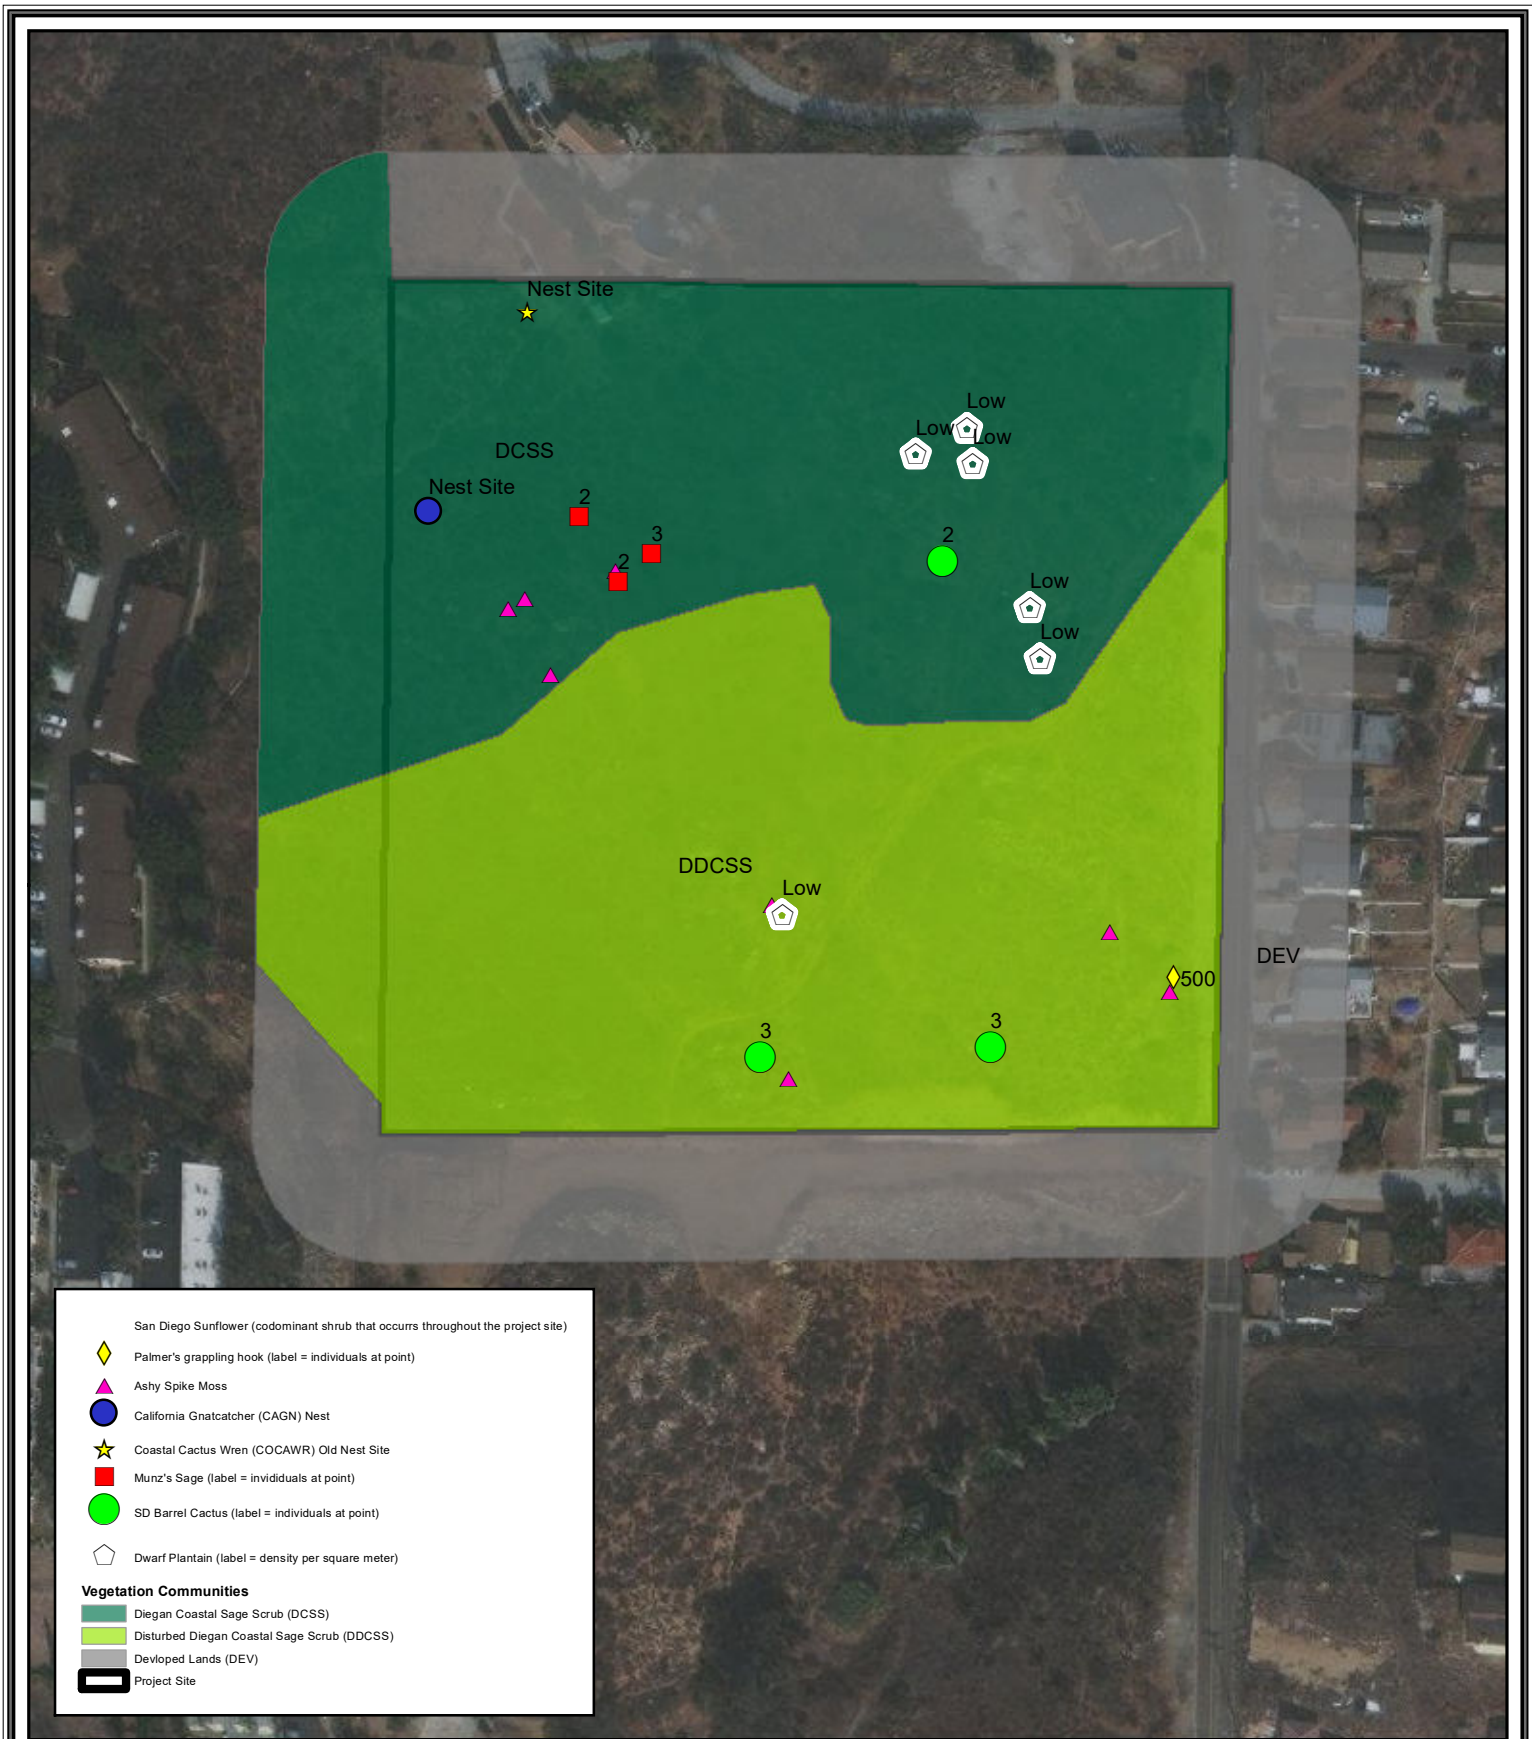 Nest Site
Low
Low
Low
DCSS
Nest Site
2
3
2
2
Low
Low
DDCSS
Low
DEV
500
3
3
San Diego Sunflower (codominant shrub that occurrs throughout the project site)
Palmer's grappling hook (label = individuals at point)
Ashy Spike Moss
California Gnatcatcher (CAGN) Nest
Coastal Cactus Wren (COCAWR) Old Nest Site
Munz's Sage (label = invididuals at point)
SD Barrel Cactus (label = individuals at point)
Dwarf Plantain (label = density per square meter)
Vegetation Communities
Diegan Coastal Sage Scrub (DCSS)
Disturbed Diegan Coastal Sage Scrub (DDCSS)
Devloped Lands (DEV)
Project Site